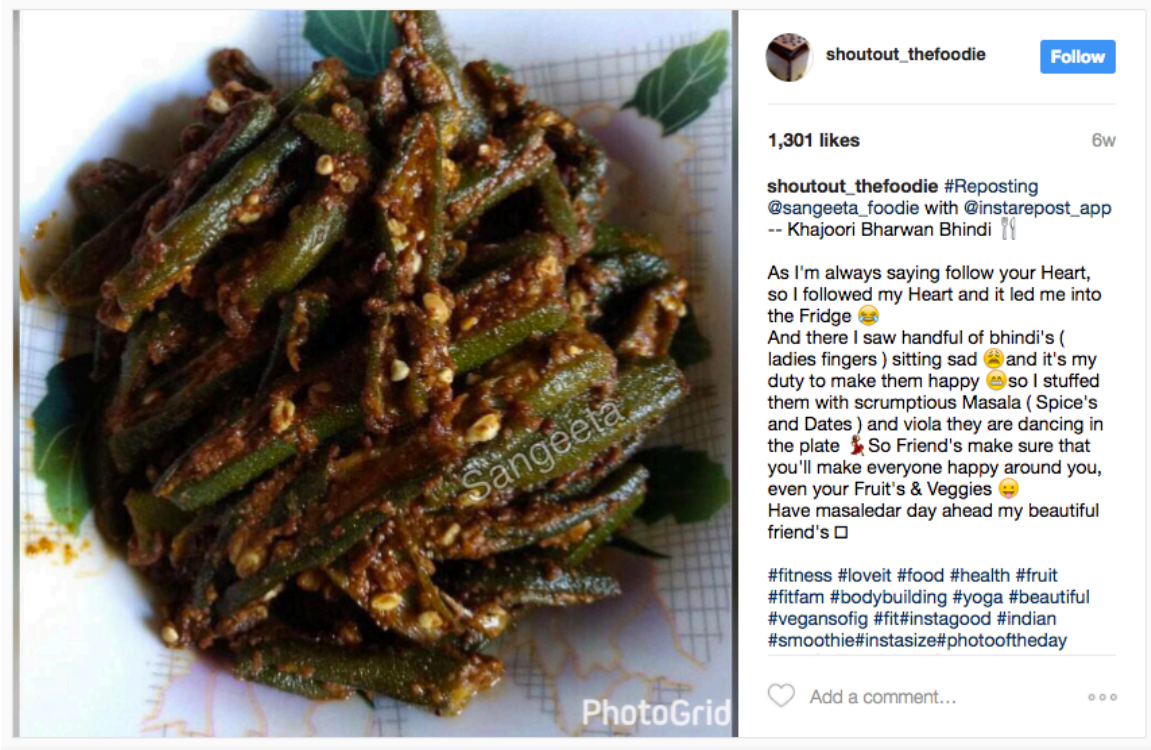 Sangeeta
PhotoGrid
shoutout_thefoodie
Follow
1,301 likes
6w
shoutout_thefoodie #Reposting
@sangeeta_foodie with @instarepost_app
-- Khajoori Bharwan Bhindi 🍴
As I'm always saying follow your Heart,
so I followed my Heart and it led me into
the Fridge 😂
And there I saw handful of bhindi's (
ladies fingers ) sitting sad 😩and it's my
duty to make them happy 😁so I stuffed
them with scrumptious Masala ( Spice's
and Dates ) and viola they are dancing in
the plate 💃So Friend's make sure that
you'll make everyone happy around you,
even your Fruit's & Veggies 😛
Have masaledar day ahead my beautiful
friend's □
#fitness #loveit #food #health #fruit
#fitfam #bodybuilding #yoga #beautiful
#vegansofig #fit#instagood #indian
#smoothie#instasize#photooftheday
Add a comment…